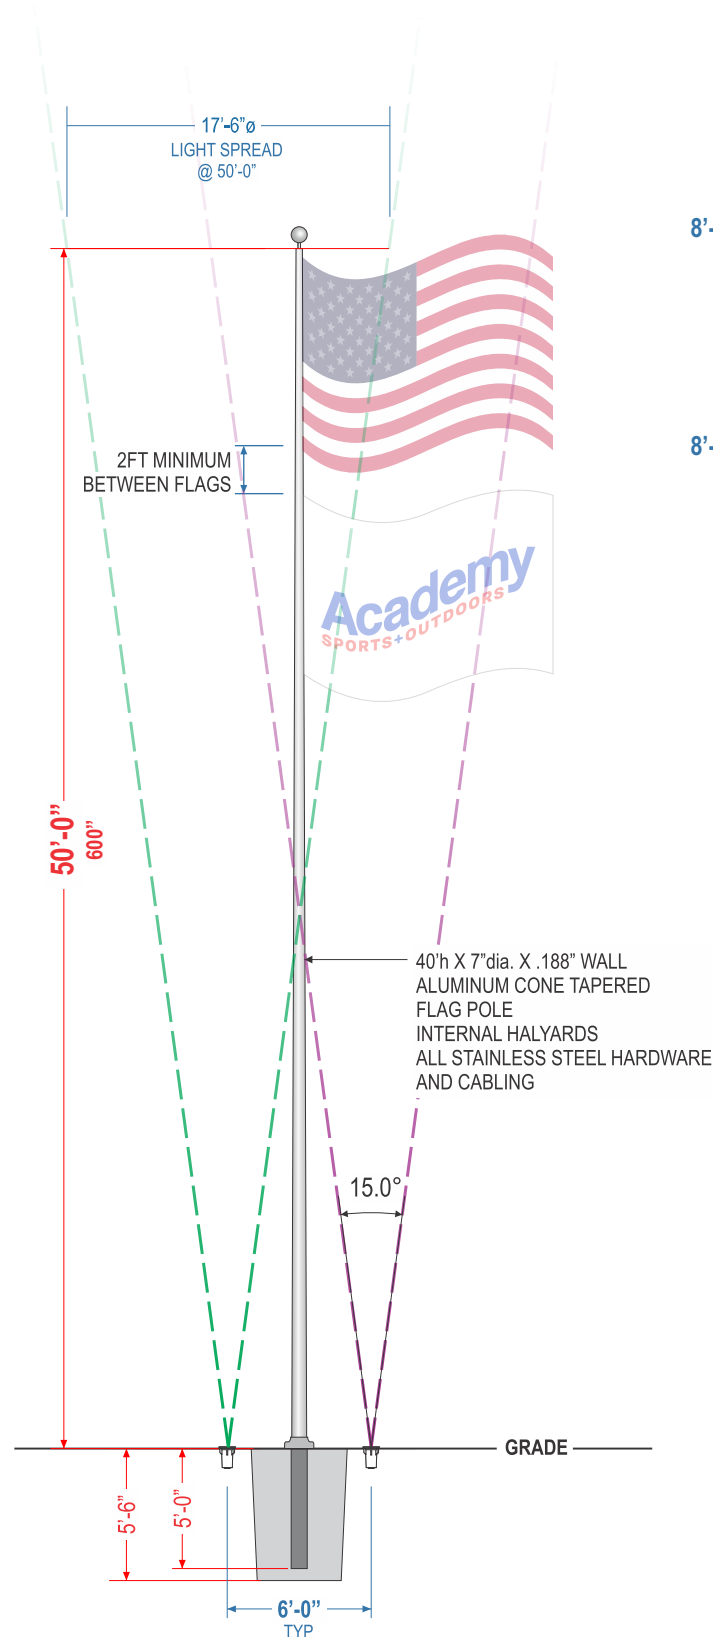 17'-6"ø
LIGHT SPREAD
@ 50'-0"
8'-
8'-
2FT MINIMUM
BETWEEN FLAGS
Academy
SPORTS+OUTDOORS
50'-0"
600"
40'h X 7"dia. X .188" WALL
ALUMINUM CONE TAPERED
FLAG POLE
INTERNAL HALYARDS
ALL STAINLESS STEEL HARDWARE
AND CABLING
15.0°
GRADE
5'-6"
5'-0"
6'-0"
TYP